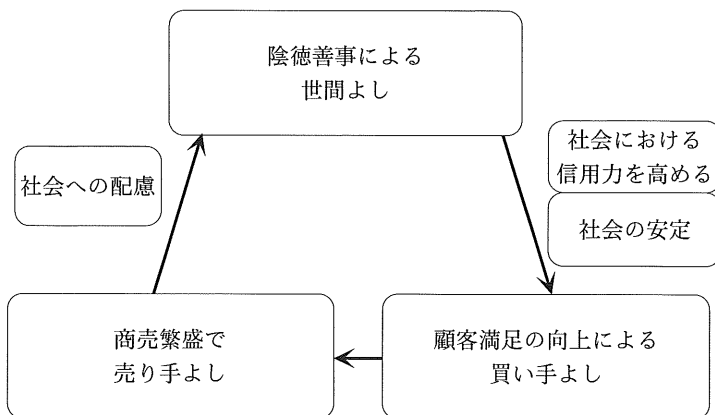 陰徳善事による
世間よし
社会における
信用力を高める
社会への配慮
社会の安定
商売繁盛で
売り手よし
顧客満足の向上による
買い手よし